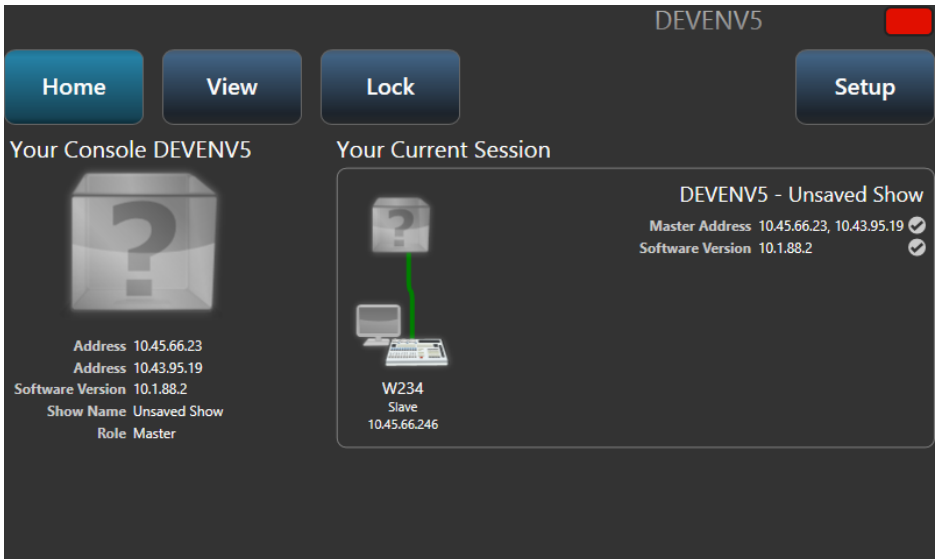 DEVENV5
Home View Lock Setup
Your Console DEVENV5
?
Address 10.45.66.23
Address 10.43.95.19
Software Version 10.1.88.2
Show Name Unsaved Show
Role Master
Your Current Session
?
W234
Slave
10.45.66.246
DEVENV5 - Unsaved Show
Master Address 10.45.66.23, 10.43.95.19
Software Version 10.1.88.2